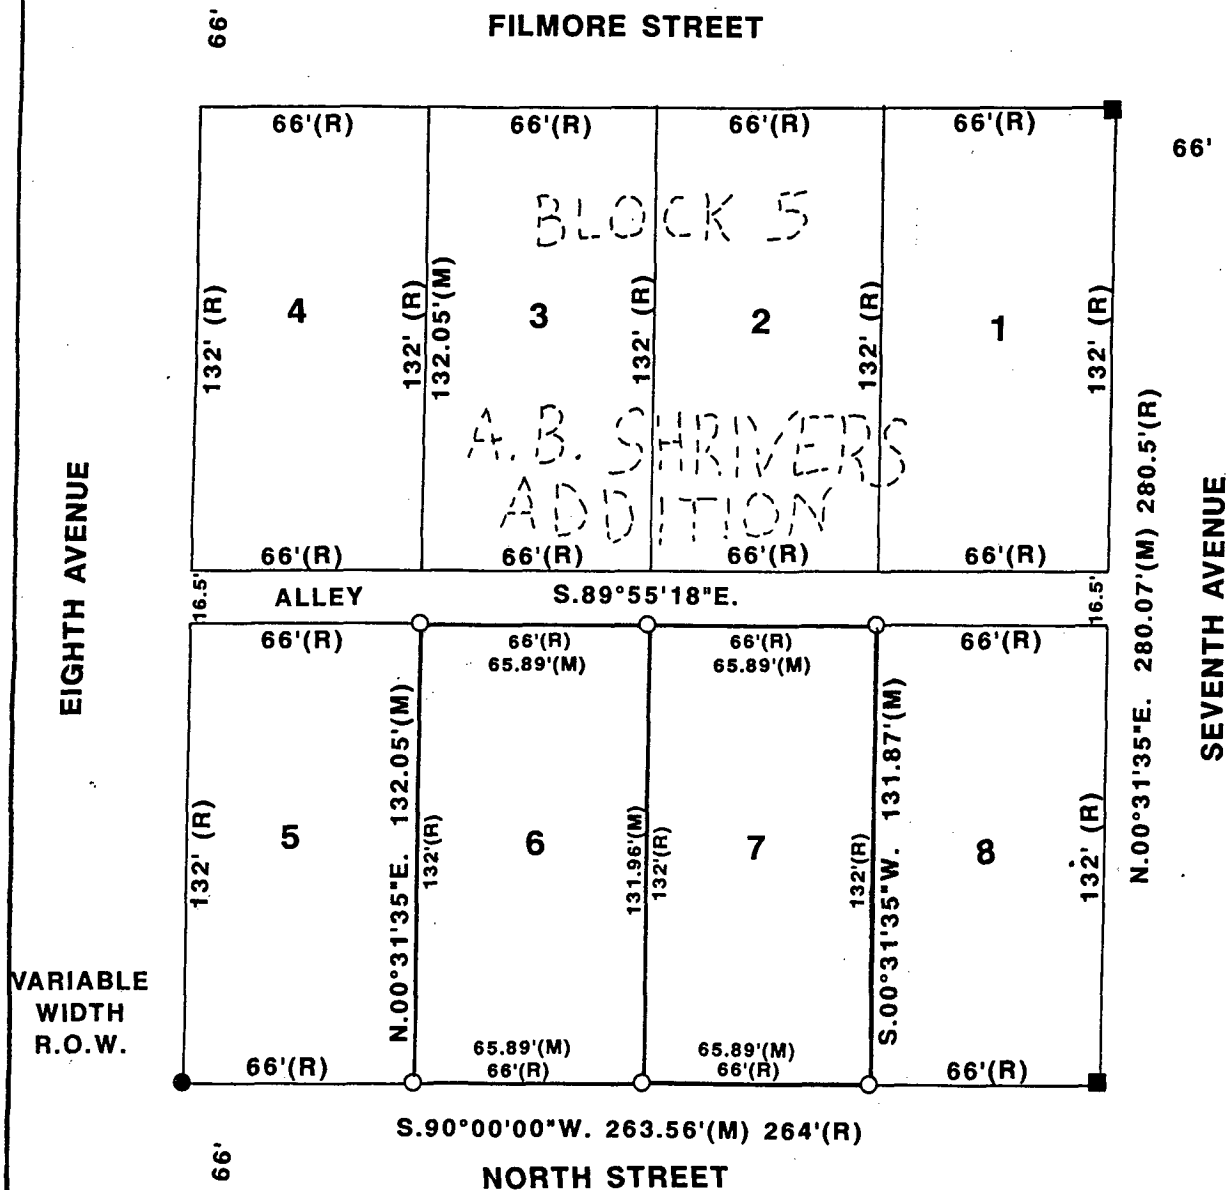 66'
FILMORE STREET
66'(R) 66'(R) 66'(R) 66'(R)
66'
BLOCK 5
132' (R)
4
132' (R)
132.05'(M)
3
132' (R)
2
132' (R)
1
132' (R)
A.B. SHRIVERS
ADDITION
66'(R) 66'(R) 66'(R) 66'(R)
EIGHTH AVENUE
N.00°31'35"E. 280.07'(M) 280.5'(R)
SEVENTH AVENUE
16.5'
ALLEY
S.89°55'18"E.
16.5'
66'(R) 66'(R) 66'(R) 66'(R)
65.89'(M) 65.89'(M)
132' (R)
5
N.00°31'35"E. 132.05'(M)
132'(R)
6
131.96'(M)
132'(R)
7
132'(R)
S.00°31'35"W. 131.87'(M)
8
132' (R)
VARIABLE
WIDTH
R.O.W.
65.89'(M) 65.89'(M)
66'(R) 66'(R) 66'(R) 66'(R)
S.90°00'00"W. 263.56'(M) 264'(R)
66'
NORTH STREET